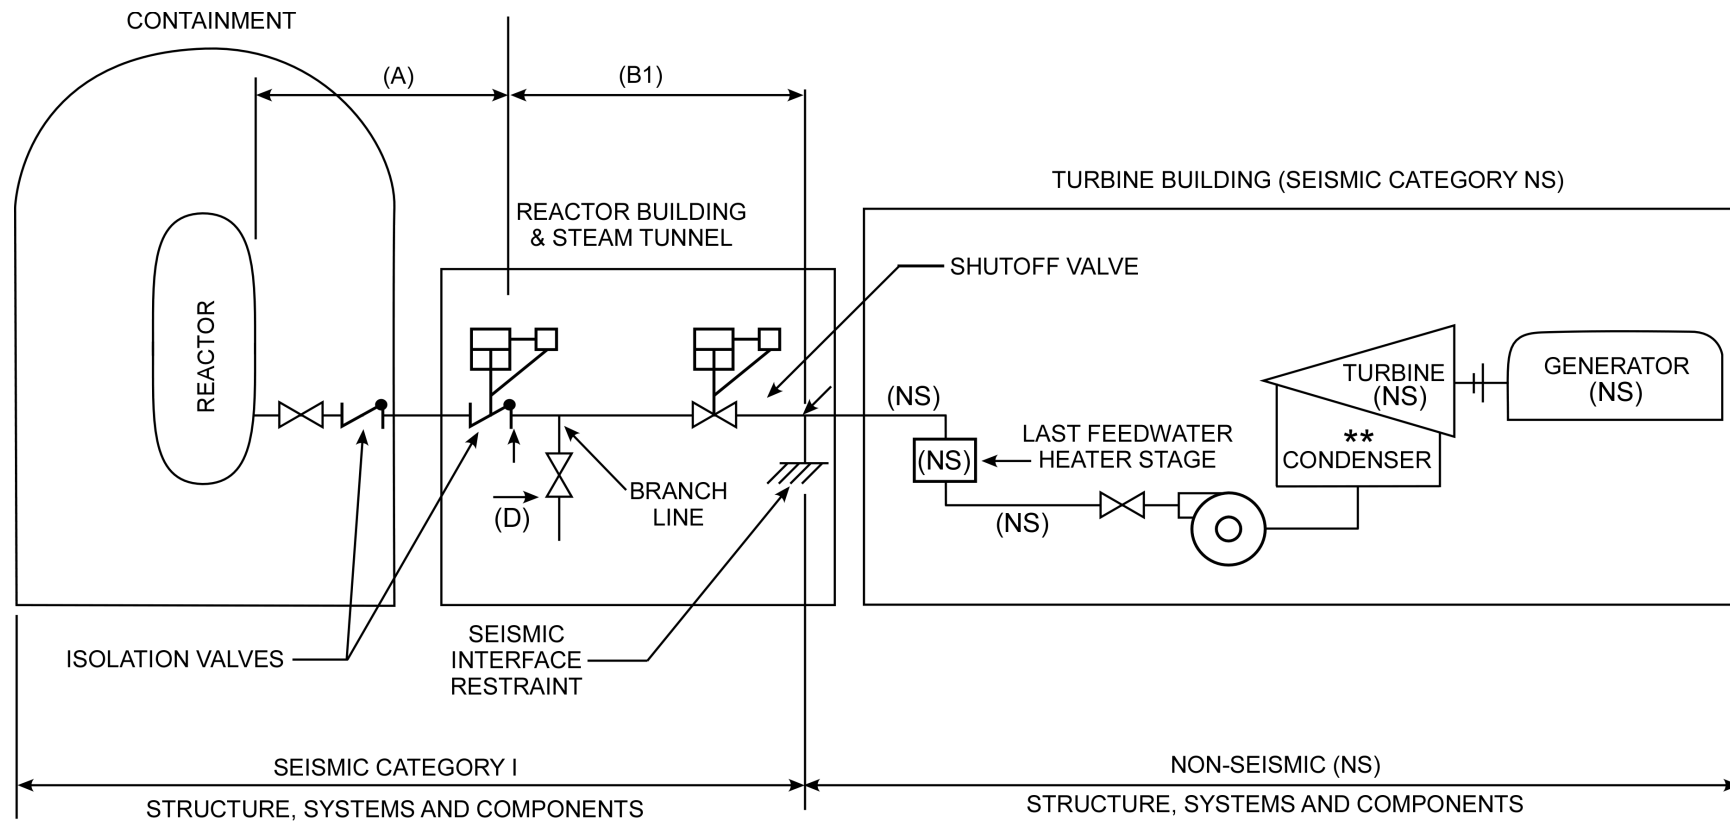 CONTAINMENT
(A)
(B1)
TURBINE BUILDING (SEISMIC CATEGORY NS)
REACTOR BUILDING
& STEAM TUNNEL
SHUTOFF VALVE
REACTOR
TURBINE
(NS)
GENERATOR
(NS)
(NS)
LAST FEEDWATER
HEATER STAGE
(NS)
**
CONDENSER
BRANCH
LINE
(D)
(NS)
ISOLATION VALVES
SEISMIC
INTERFACE
RESTRAINT
SEISMIC CATEGORY I
STRUCTURE, SYSTEMS AND COMPONENTS
NON-SEISMIC (NS)
STRUCTURE, SYSTEMS AND COMPONENTS